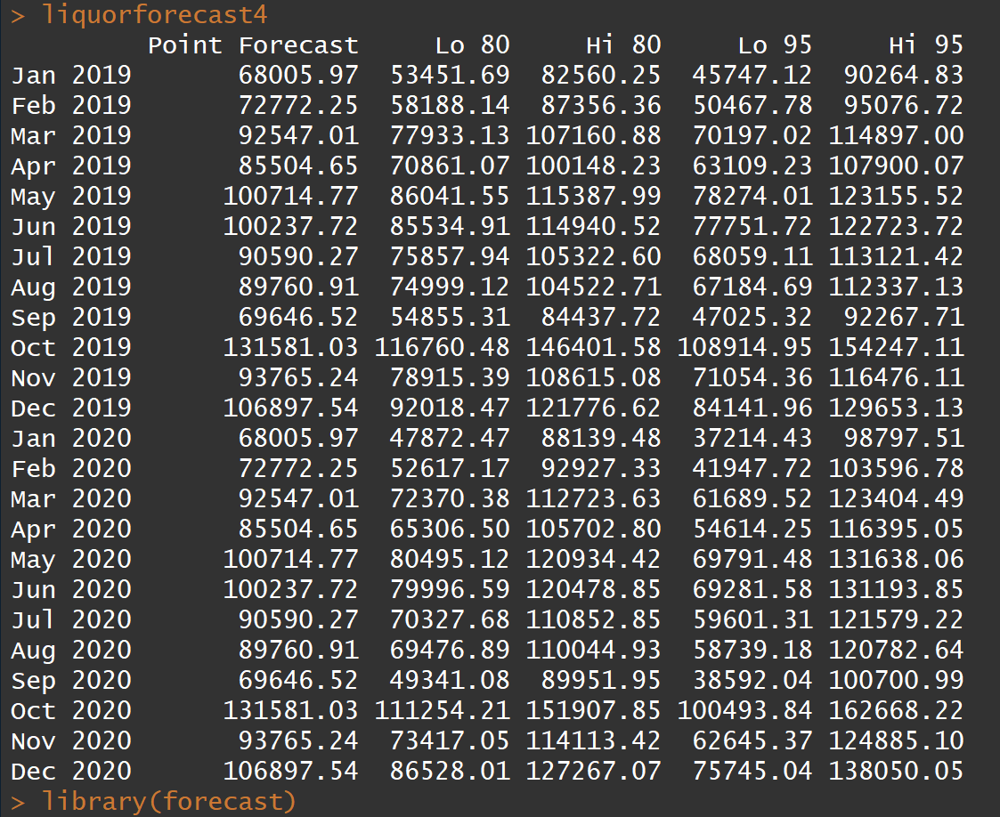 > liquorforecast4
         Point Forecast     Lo 80     Hi 80     Lo 95     Hi 95
Jan 2019       68005.97  53451.69  82560.25  45747.12  90264.83
Feb 2019       72772.25  58188.14  87356.36  50467.78  95076.72
Mar 2019       92547.01  77933.13 107160.88  70197.02 114897.00
Apr 2019       85504.65  70861.07 100148.23  63109.23 107900.07
May 2019      100714.77  86041.55 115387.99  78274.01 123155.52
Jun 2019      100237.72  85534.91 114940.52  77751.72 122723.72
Jul 2019       90590.27  75857.94 105322.60  68059.11 113121.42
Aug 2019       89760.91  74999.12 104522.71  67184.69 112337.13
Sep 2019       69646.52  54855.31  84437.72  47025.32  92267.71
Oct 2019      131581.03 116760.48 146401.58 108914.95 154247.11
Nov 2019       93765.24  78915.39 108615.08  71054.36 116476.11
Dec 2019      106897.54  92018.47 121776.62  84141.96 129653.13
Jan 2020       68005.97  47872.47  88139.48  37214.43  98797.51
Feb 2020       72772.25  52617.17  92927.33  41947.72 103596.78
Mar 2020       92547.01  72370.38 112723.63  61689.52 123404.49
Apr 2020       85504.65  65306.50 105702.80  54614.25 116395.05
May 2020      100714.77  80495.12 120934.42  69791.48 131638.06
Jun 2020      100237.72  79996.59 120478.85  69281.58 131193.85
Jul 2020       90590.27  70327.68 110852.85  59601.31 121579.22
Aug 2020       89760.91  69476.89 110044.93  58739.18 120782.64
Sep 2020       69646.52  49341.08  89951.95  38592.04 100700.99
Oct 2020      131581.03 111254.21 151907.85 100493.84 162668.22
Nov 2020       93765.24  73417.05 114113.42  62645.37 124885.10
Dec 2020      106897.54  86528.01 127267.07  75745.04 138050.05
> library(forecast)